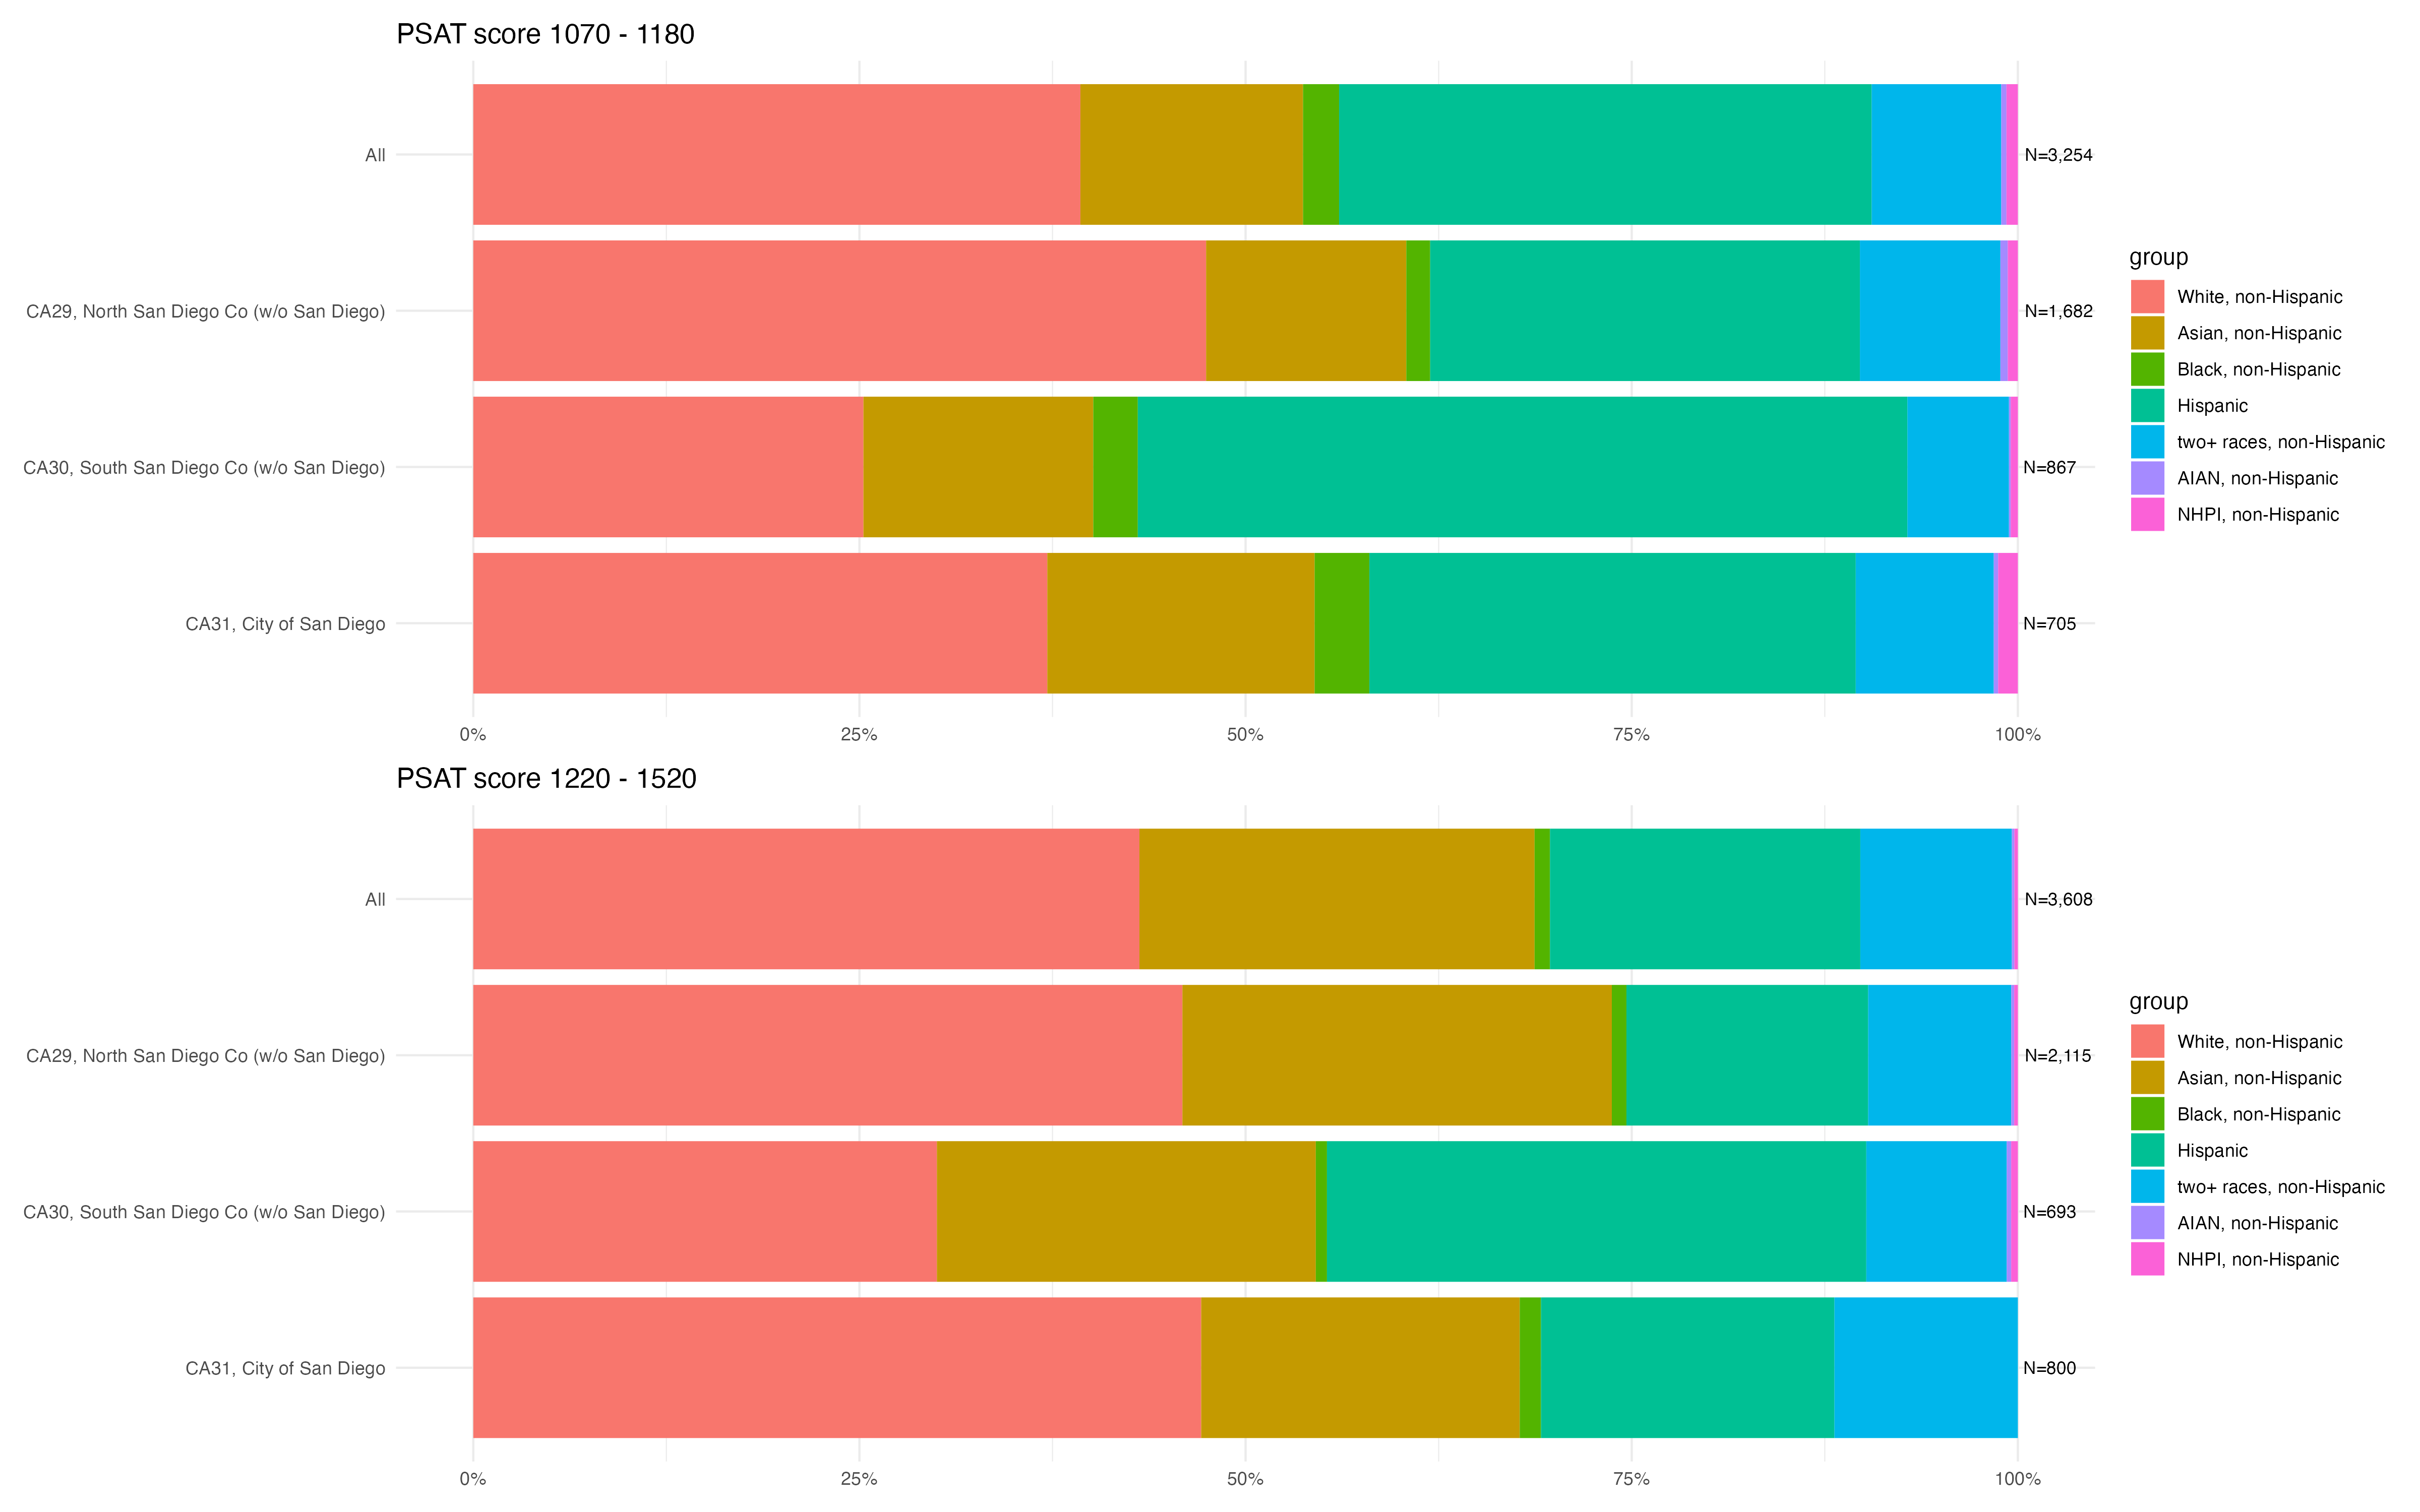 PSAT score 1070 - 1180
All
N=3,254
CA29, North San Diego Co (w/o San Diego)
N=1,682
CA30, South San Diego Co (w/o San Diego)
N=867
CA31, City of San Diego
N=705
0%
25%
50%
75%
100%
group
White, non-Hispanic
Asian, non-Hispanic
Black, non-Hispanic
Hispanic
two+ races, non-Hispanic
AIAN, non-Hispanic
NHPI, non-Hispanic
PSAT score 1220 - 1520
All
N=3,608
CA29, North San Diego Co (w/o San Diego)
N=2,115
CA30, South San Diego Co (w/o San Diego)
N=693
CA31, City of San Diego
N=800
0%
25%
50%
75%
100%
group
White, non-Hispanic
Asian, non-Hispanic
Black, non-Hispanic
Hispanic
two+ races, non-Hispanic
AIAN, non-Hispanic
NHPI, non-Hispanic